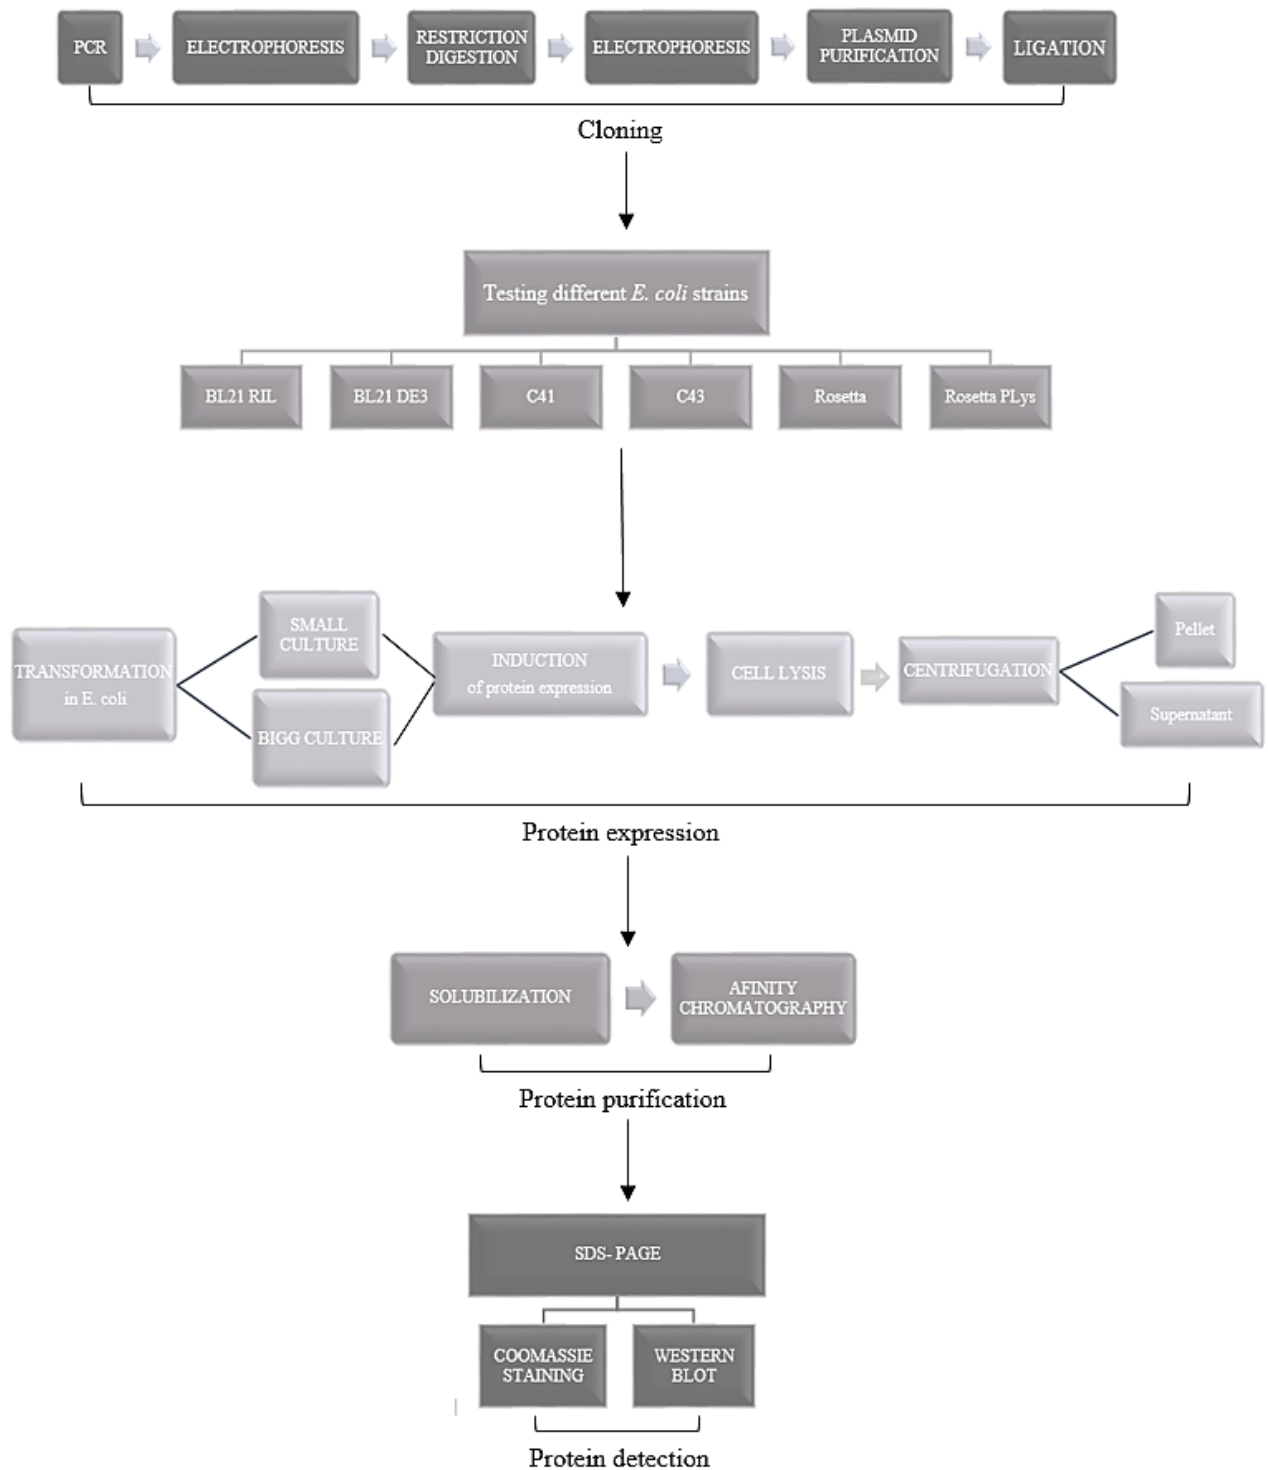 PCR
ELECTROPHORESIS
RESTRICTION
DIGESTION
ELECTROPHORESIS
PLASMID
PURIFICATION
LIGATION
Cloning
Testing different E. coli strains
BL21 RIL
BL21 DE3
C41
C43
Rosetta
Rosetta PLys
TRANSFORMATION
in E. coli
SMALL
CULTURE
BIGG CULTURE
INDUCTION
of protein expression
CELL LYSIS
CENTRIFUGATION
Pellet
Supernatant
Protein expression
SOLUBILIZATION
AFINITY
CHROMATOGRAPHY
Protein purification
SDS- PAGE
COOMASSIE
STAINING
WESTERN
BLOT
Protein detection